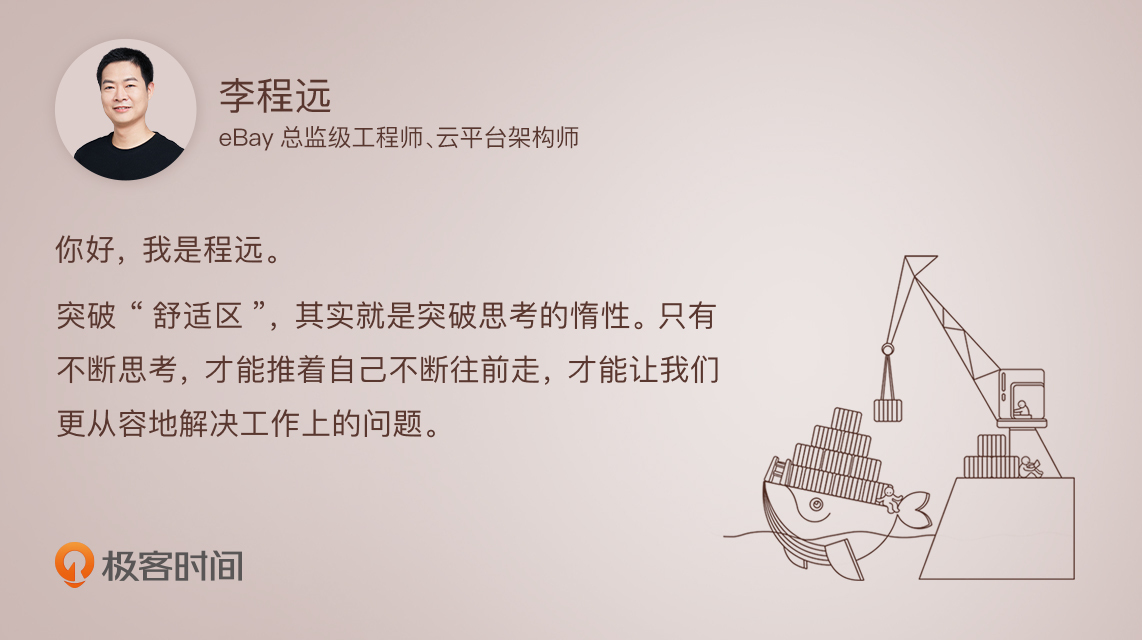 李程远
eBay 总监级工程师、云平台架构师
你好，我是程远。
突破“舒适区”，其实就是突破思考的惰性。只有
不断思考，才能推着自己不断往前走，才能让我们
更从容地解决工作上的问题。
极客时间